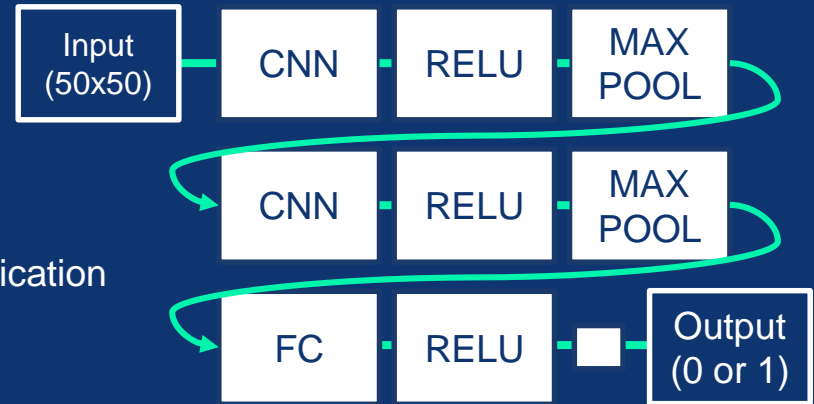 Input
(50x50)
CNN
RELU
MAX
POOL
CNN
RELU
MAX
POOL
ication
FC
RELU
Output
(0 or 1)